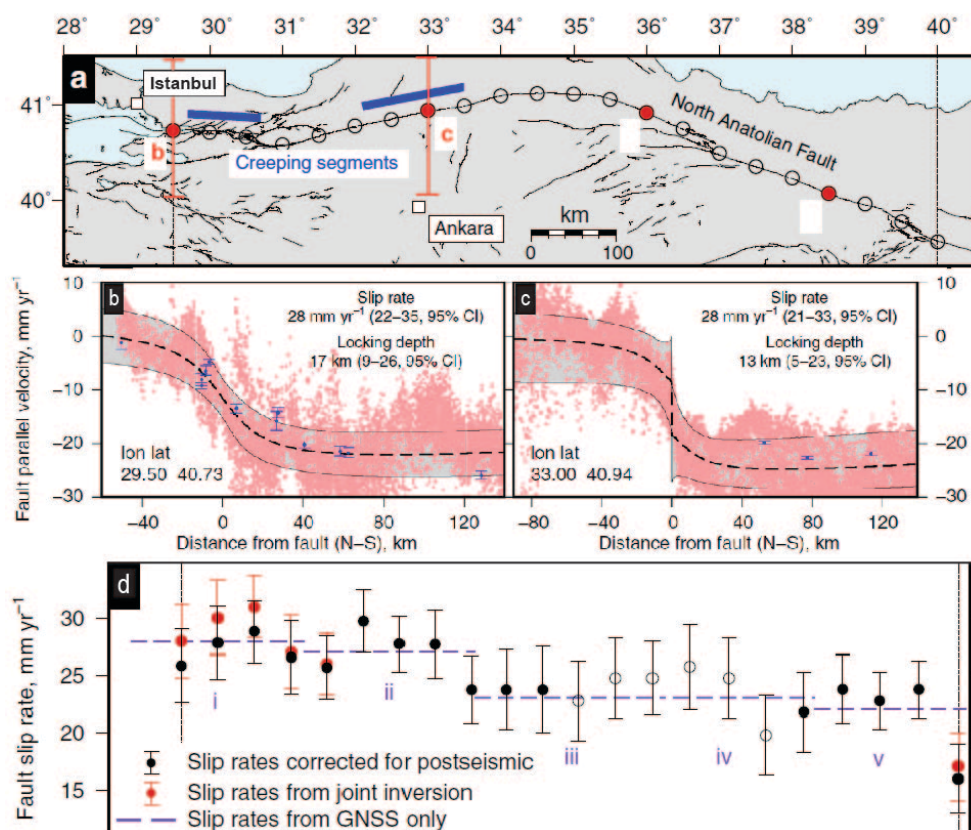 28 29 30 31 32 33 34 35 36 37 38 39 40
a
Istanbul
41°
41°
b
c
Creeping segments
North Anatolian Fault
40°
40°
Ankara
km
0 100
Fault parallel velocity, mm yr⁻¹
b
10
0
−10
−20
−30
Slip rate
28 mm yr⁻¹ (22–35, 95% CI)
Locking depth
17 km (9–26, 95% CI)
lon lat
29.50 40.73
−40 0 40 80 120
Distance from fault (N–S), km
c
Slip rate
28 mm yr⁻¹ (21–33, 95% CI)
Locking depth
13 km (5–23, 95% CI)
lon lat
33.00 40.94
10
0
−10
−20
−30
−80 −40 0 40 80 120
Distance from fault (N–S), km
d
Fault slip rate, mm yr⁻¹
30
25
20
15
i
ii
iii
iv
v
Slip rates corrected for postseismic
Slip rates from joint inversion
Slip rates from GNSS only